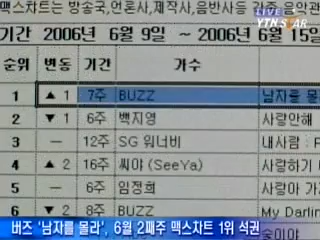 맥스차트는 방송국,언론사,제작사,음반사등 음악관
LIVE
YTN STAR
기간 2006년 6월 9일 ~ 2006년 6월 15일
순위 변동 기간 가수
1 ▲ 1 7주 BUZZ 남자를 몰
2 ▼ 1 6주 백지영 사랑안해
3 — 12주 SG 워너비 내사람 :
4 ▲ 2 16주 씨야 (SeeYa) 사랑하기
5 — 5주 임정희 사랑아 가
6 ▼ 2 8주 BUZZ My Darlin
버즈 '남자를 몰라', 6월 2째주 맥스차트 1위 석권